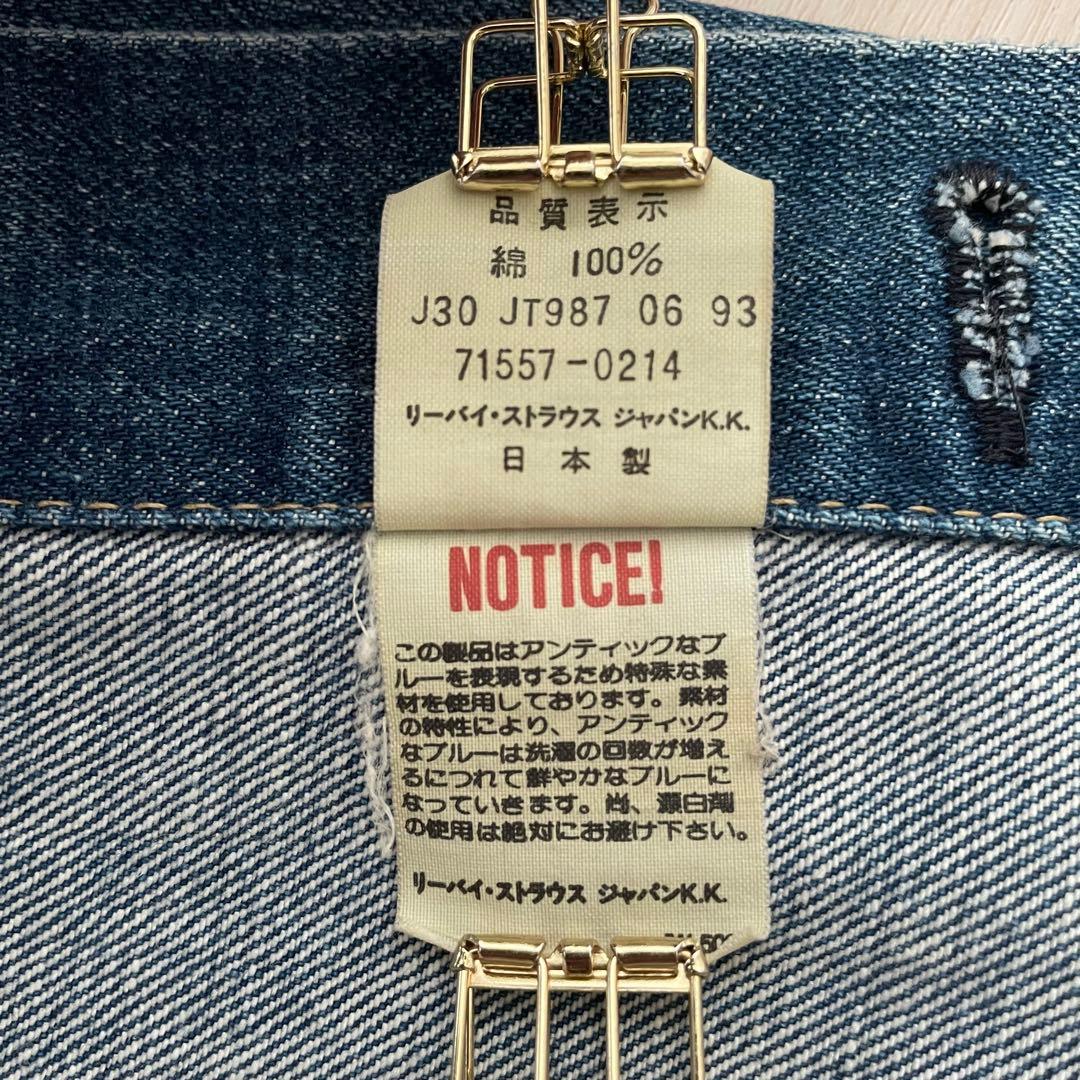 品質表示
綿 100%
J30 JT987 06 93
71557-0214
リーバイ・ストラウス ジャパンK.K.
日本製
NOTICE!
この製品はアンティックなブ
ルーを表現するため特殊な素
材を使用しております。素材
の特性により、アンティック
なブルーは洗濯の回数が増え
るにつれて鮮やかなブルーに
なっていきます。尚、漂白剤
の使用は絶対にお避け下さい。
リーバイ・ストラウス ジャパンK.K.